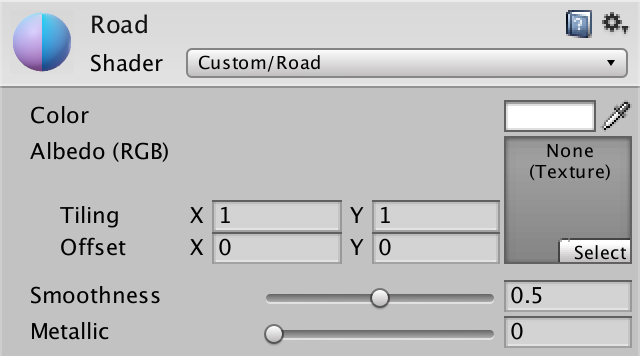 Road
Shader Custom/Road
Color
Albedo (RGB) None
(Texture)
Tiling X 1 Y 1
Offset X 0 Y 0
Select
Smoothness 0.5
Metallic 0